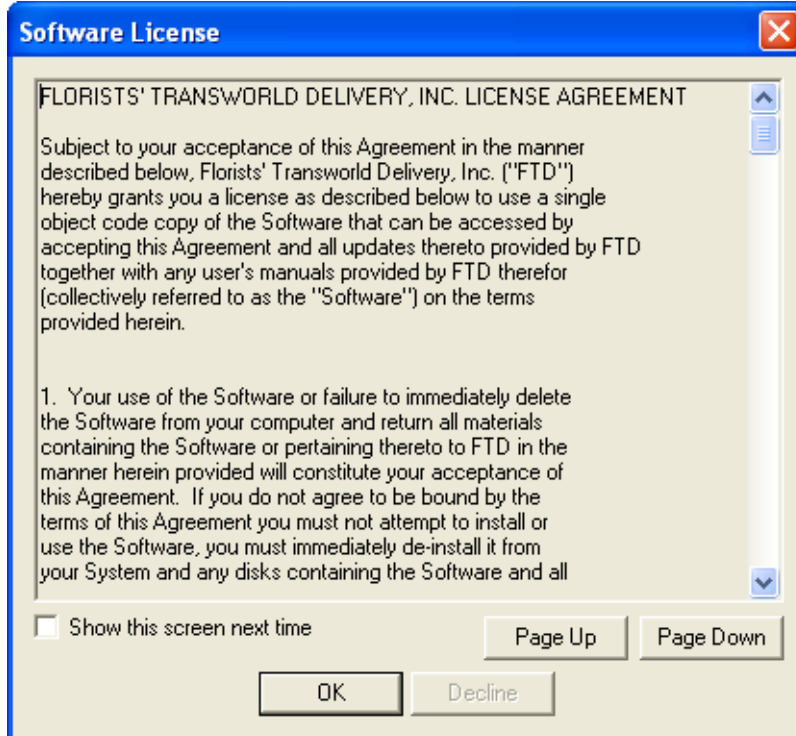 Software License
FLORISTS' TRANSWORLD DELIVERY, INC. LICENSE AGREEMENT
Subject to your acceptance of this Agreement in the manner
described below, Florists' Transworld Delivery, Inc. ("FTD")
hereby grants you a license as described below to use a single
object code copy of the Software that can be accessed by
accepting this Agreement and all updates thereto provided by FTD
together with any user's manuals provided by FTD therefor
(collectively referred to as the "Software") on the terms
provided herein.
1. Your use of the Software or failure to immediately delete
the Software from your computer and return all materials
containing the Software or pertaining thereto to FTD in the
manner herein provided will constitute your acceptance of
this Agreement. If you do not agree to be bound by the
terms of this Agreement you must not attempt to install or
use the Software, you must immediately de-install it from
your System and any disks containing the Software and all
Show this screen next time
Page Up
Page Down
OK
Decline